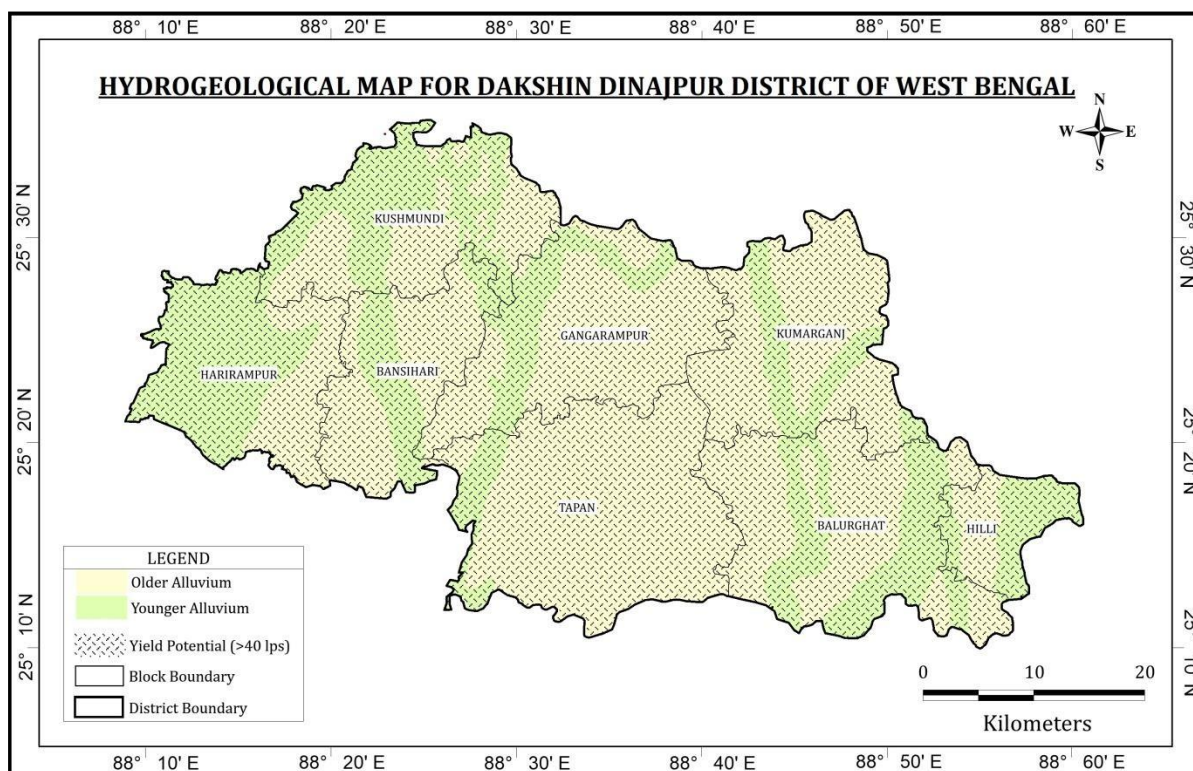 88° 10' E 88° 20' E 88° 30' E 88° 40' E 88° 50' E 88° 60' E
HYDROGEOLOGICAL MAP FOR DAKSHIN DINAJPUR DISTRICT OF WEST BENGAL
N
W E
S
25° 30' N
25° 30' N
KUSHMUNDI
GANGARAMPUR
KUMARGANJ
HARIRAMPUR
BANSIHARI
25° 20' N
25° 20' N
TAPAN
BALURGHAT
HILLI
LEGEND
Older Alluvium
Younger Alluvium
Yield Potential (>40 lps)
Block Boundary
District Boundary
25° 10' N
25° 10' N
0 10 20
Kilometers
88° 10' E 88° 20' E 88° 30' E 88° 40' E 88° 50' E 88° 60' E